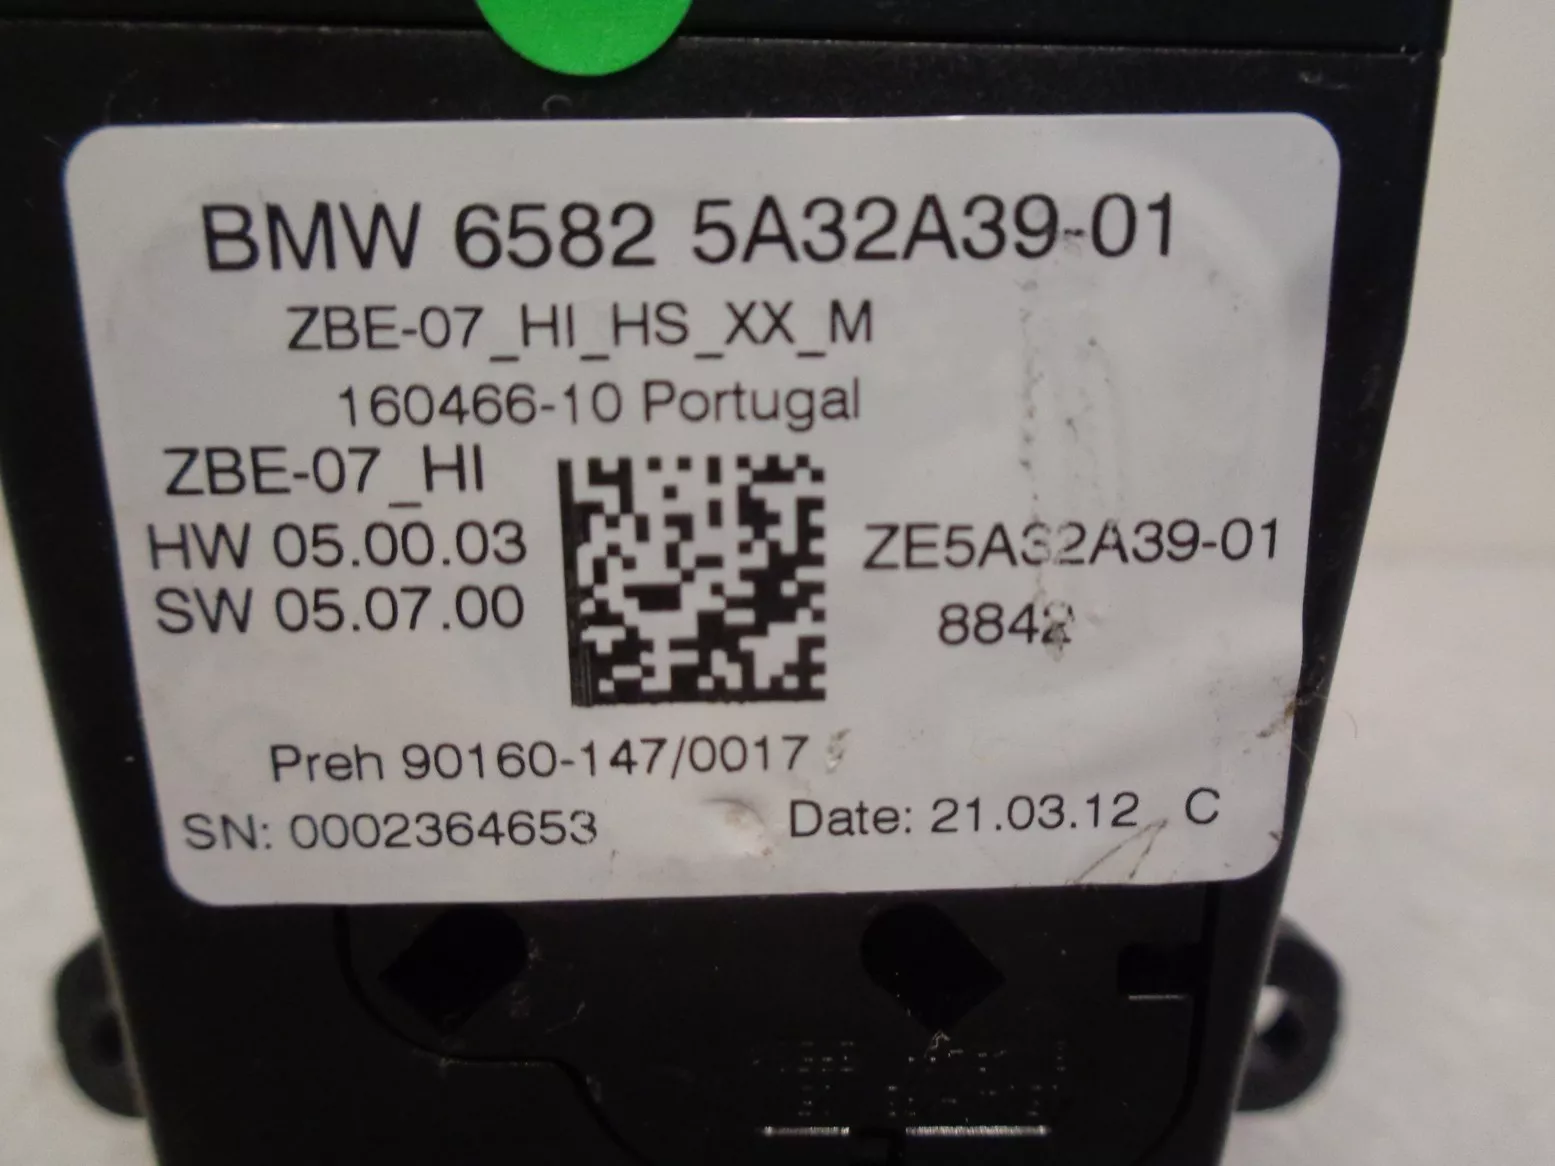 BMW 6582 5A32A39-01
ZBE-07_HI_HS_XX_M
160466-10 Portugal
ZBE-07_HI
HW 05.00.03
SW 05.07.00
ZE5A32A39-01
8842
Preh 90160-147/0017
SN: 0002364653
Date: 21.03.12 C